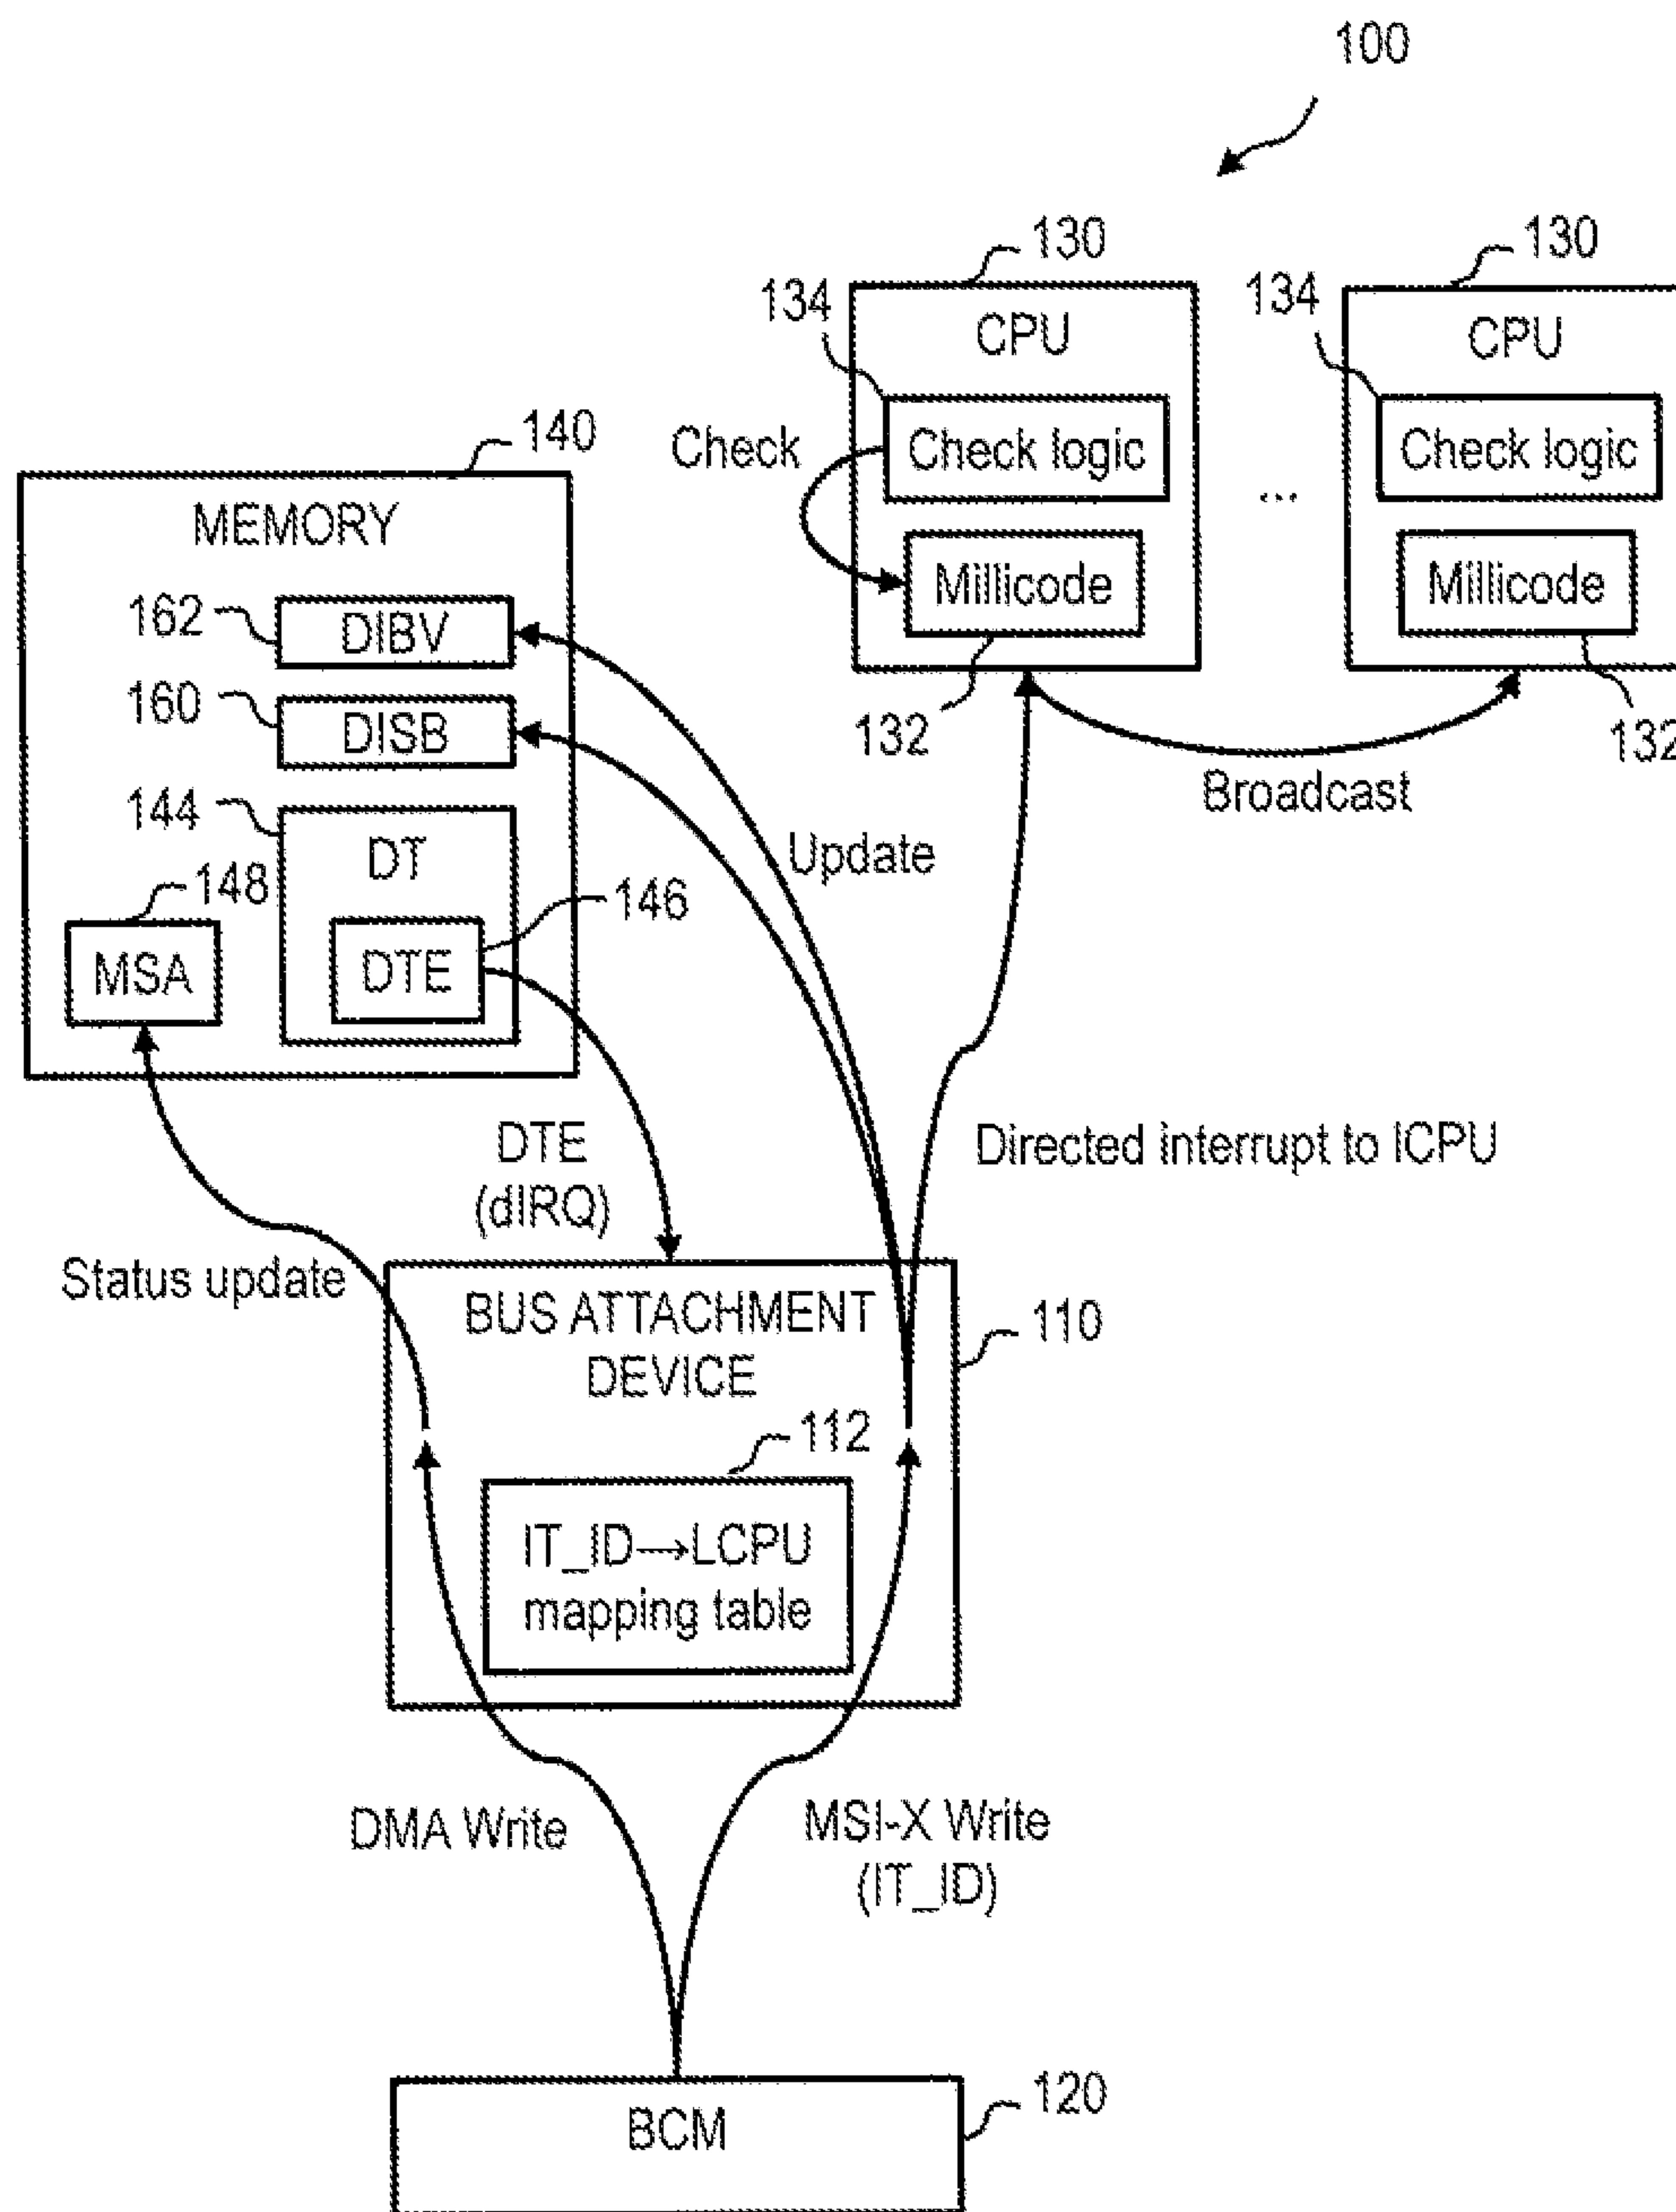 100
130
130
134
134
CPU
CPU
Check
Check logic
...
Check logic
140
MEMORY
Millicode
Millicode
162
DIBV
160
DISB
132
132
Broadcast
144
DT
Update
148
146
MSA
DTE
DTE
(dIRQ)
Directed interrupt to ICPU
Status update
BUS ATTACHMENT
DEVICE
110
112
IT_ID→LCPU
mapping table
DMA Write
MSI-X Write
(IT_ID)
120
BCM